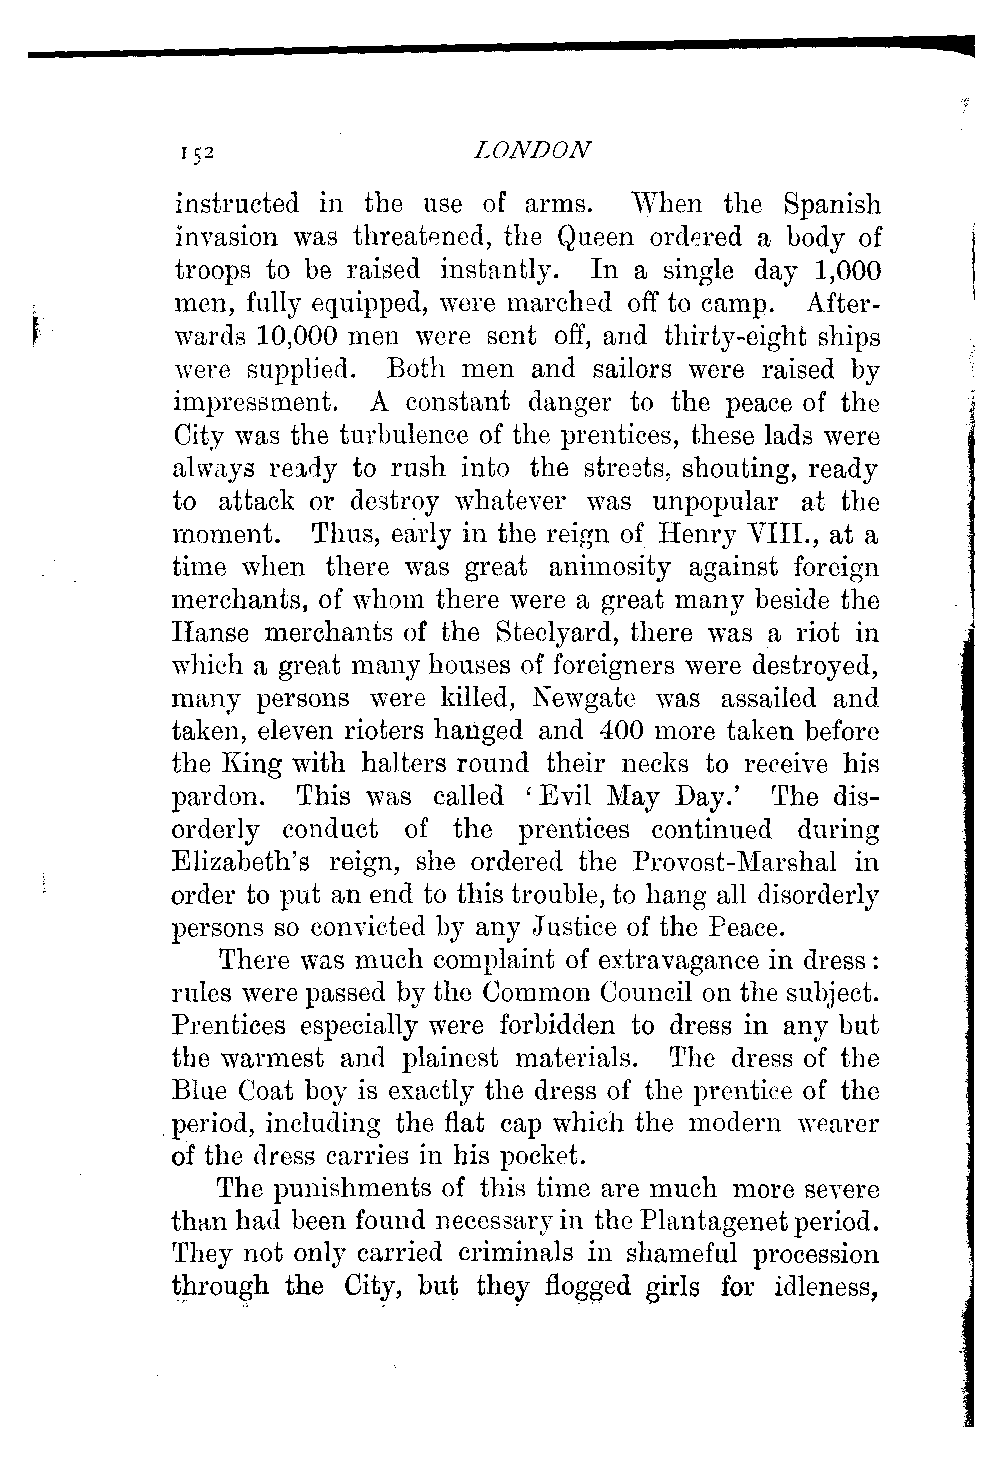 152 LONDON
instructed in the use of arms. When the Spanish
invasion was threatened, the Queen ordered a body of
troops to be raised instantly. In a single day 1,000
men, fully equipped, were marched off to camp. After-
wards 10,000 men were sent off, and thirty-eight ships
were supplied. Both men and sailors were raised by
impressment. A constant danger to the peace of the
City was the turbulence of the prentices, these lads were
always ready to rush into the streets, shouting, ready
to attack or destroy whatever was unpopular at the
moment. Thus, early in the reign of Henry VIII., at a
time when there was great animosity against foreign
merchants, of whom there were a great many beside the
Hanse merchants of the Steelyard, there was a riot in
which a great many houses of foreigners were destroyed,
many persons were killed, Newgate was assailed and
taken, eleven rioters hanged and 400 more taken before
the King with halters round their necks to receive his
pardon. This was called ‘Evil May Day.’ The dis-
orderly conduct of the prentices continued during
Elizabeth's reign, she ordered the Provost-Marshal in
order to put an end to this trouble, to hang all disorderly
persons so convicted by any Justice of the Peace.
There was much complaint of extravagance in dress:
rules were passed by the Common Council on the subject.
Prentices especially were forbidden to dress in any but
the warmest and plainest materials. The dress of the
Blue Coat boy is exactly the dress of the prentice of the
period, including the flat cap which the modern wearer
of the dress carries in his pocket.
The punishments of this time are much more severe
than had been found necessary in the Plantagenet period.
They not only carried criminals in shameful procession
through the City, but they flogged girls for idleness,